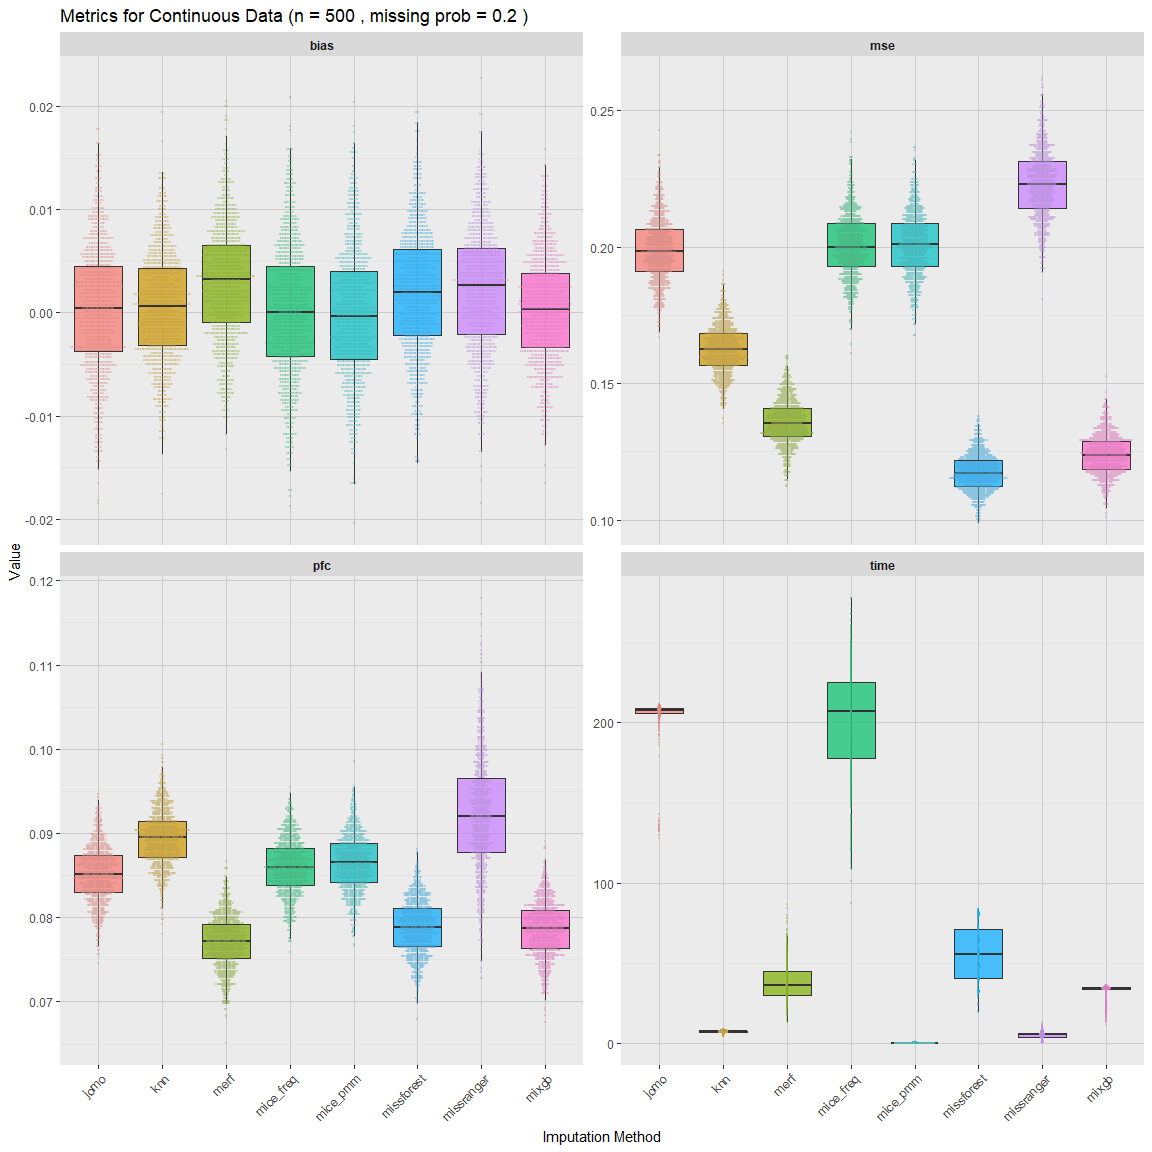 Metrics for Continuous Data (n = 500 , missing prob = 0.2 )
bias
mse
0.02
0.01
0.00
-0.01
-0.02
0.25
0.20
0.15
0.10
Value
pfc
time
0.12
0.11
0.10
0.09
0.08
0.07
200
100
0
jomo
knn
merf
mice_freq
mice_pmm
missforest
missranger
mixgb
jomo
knn
merf
mice_freq
mice_pmm
missforest
missranger
mixgb
Imputation Method